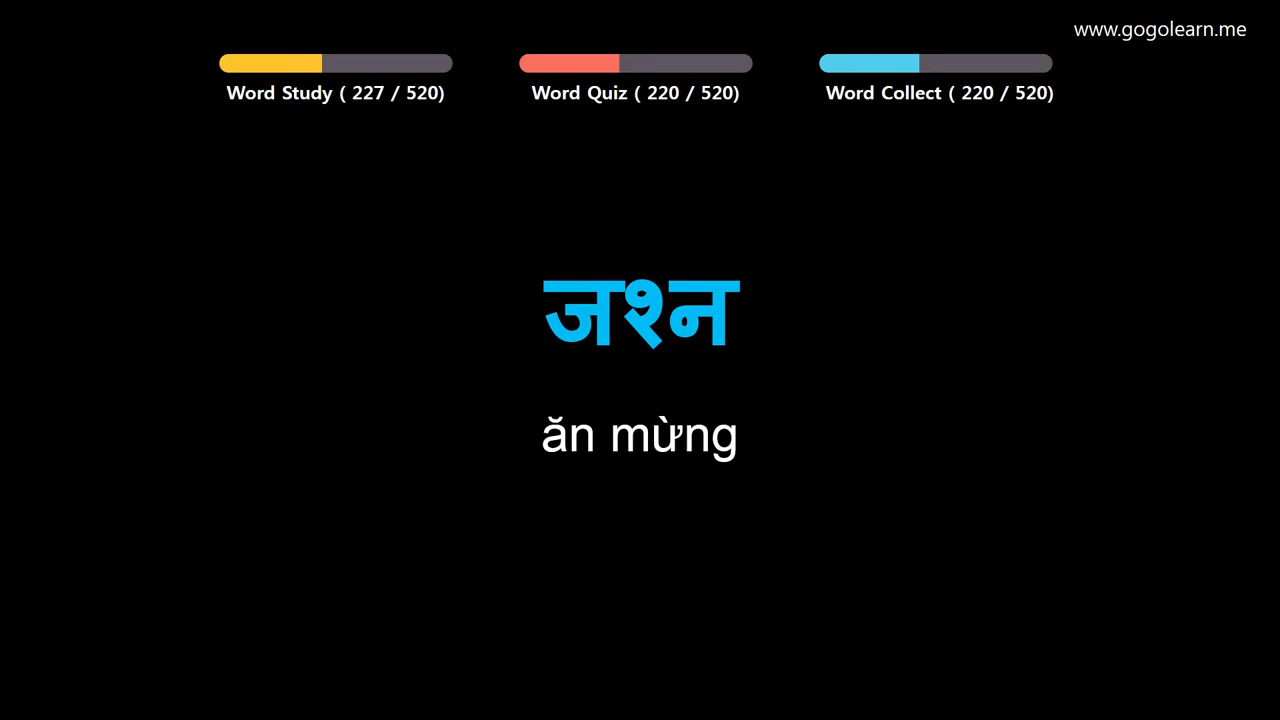 www.gogolearn.me
Word Study ( 227 / 520)
Word Quiz ( 220 / 520)
Word Collect ( 220 / 520)
जश्न
ăn mừng